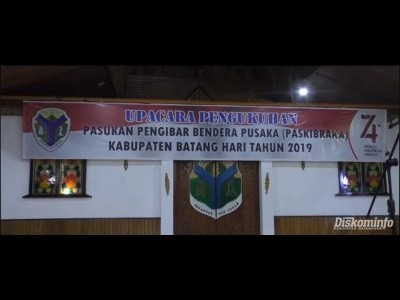 UPACARA PENGUKUHAN
PASUKAN PENGIBAR BENDERA PUSAKA (PASKIBRAKA)
KABUPATEN BATANG HARI TAHUN 2019
74
Diskominfo